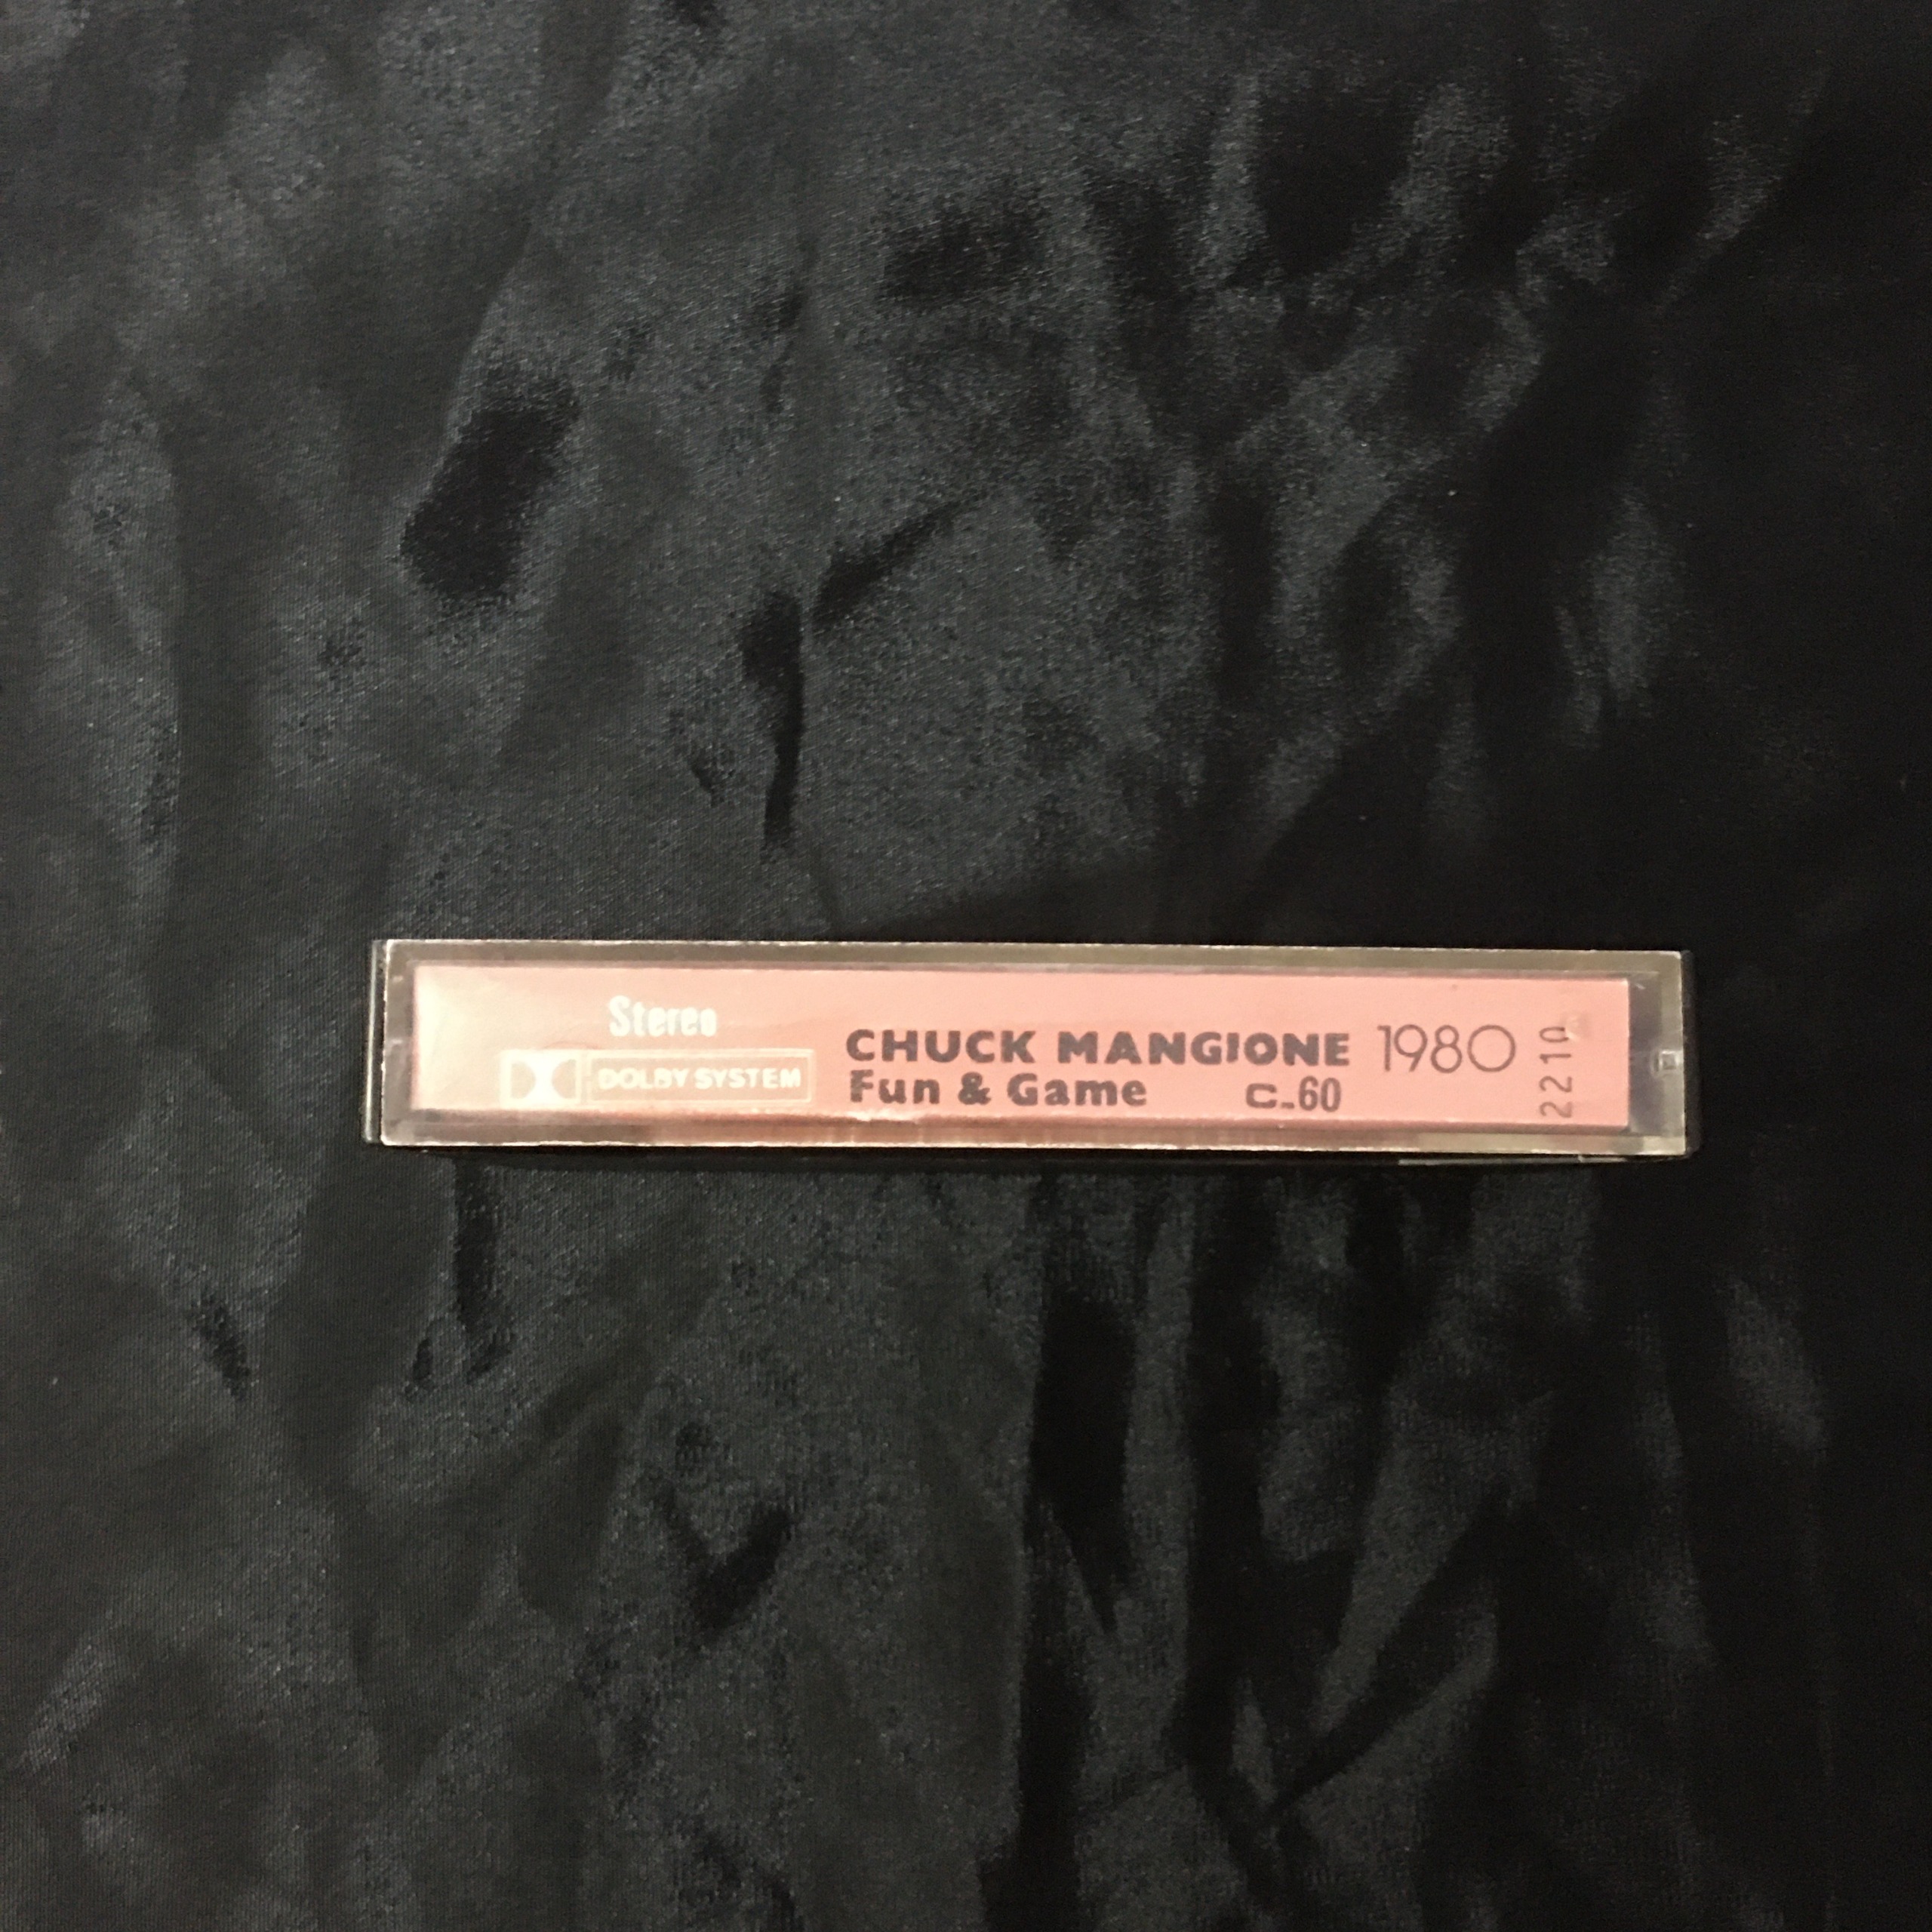 Stereo
DOLBY SYSTEM
CHUCK MANGIONE 1980
Fun & Game C-60
2210